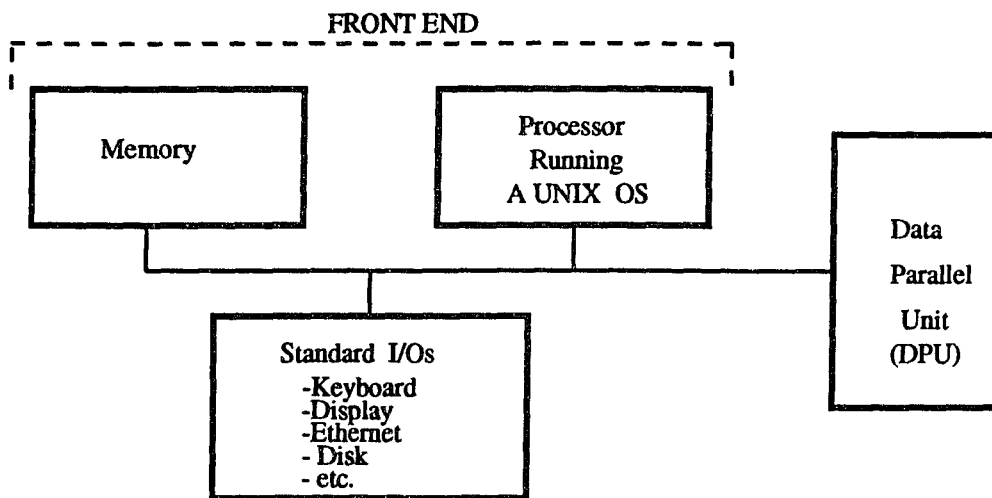 FRONT END
Memory
Processor
Running
A UNIX OS
Data
Parallel
Unit
(DPU)
Standard I/Os
-Keyboard
-Display
-Ethernet
- Disk
- etc.